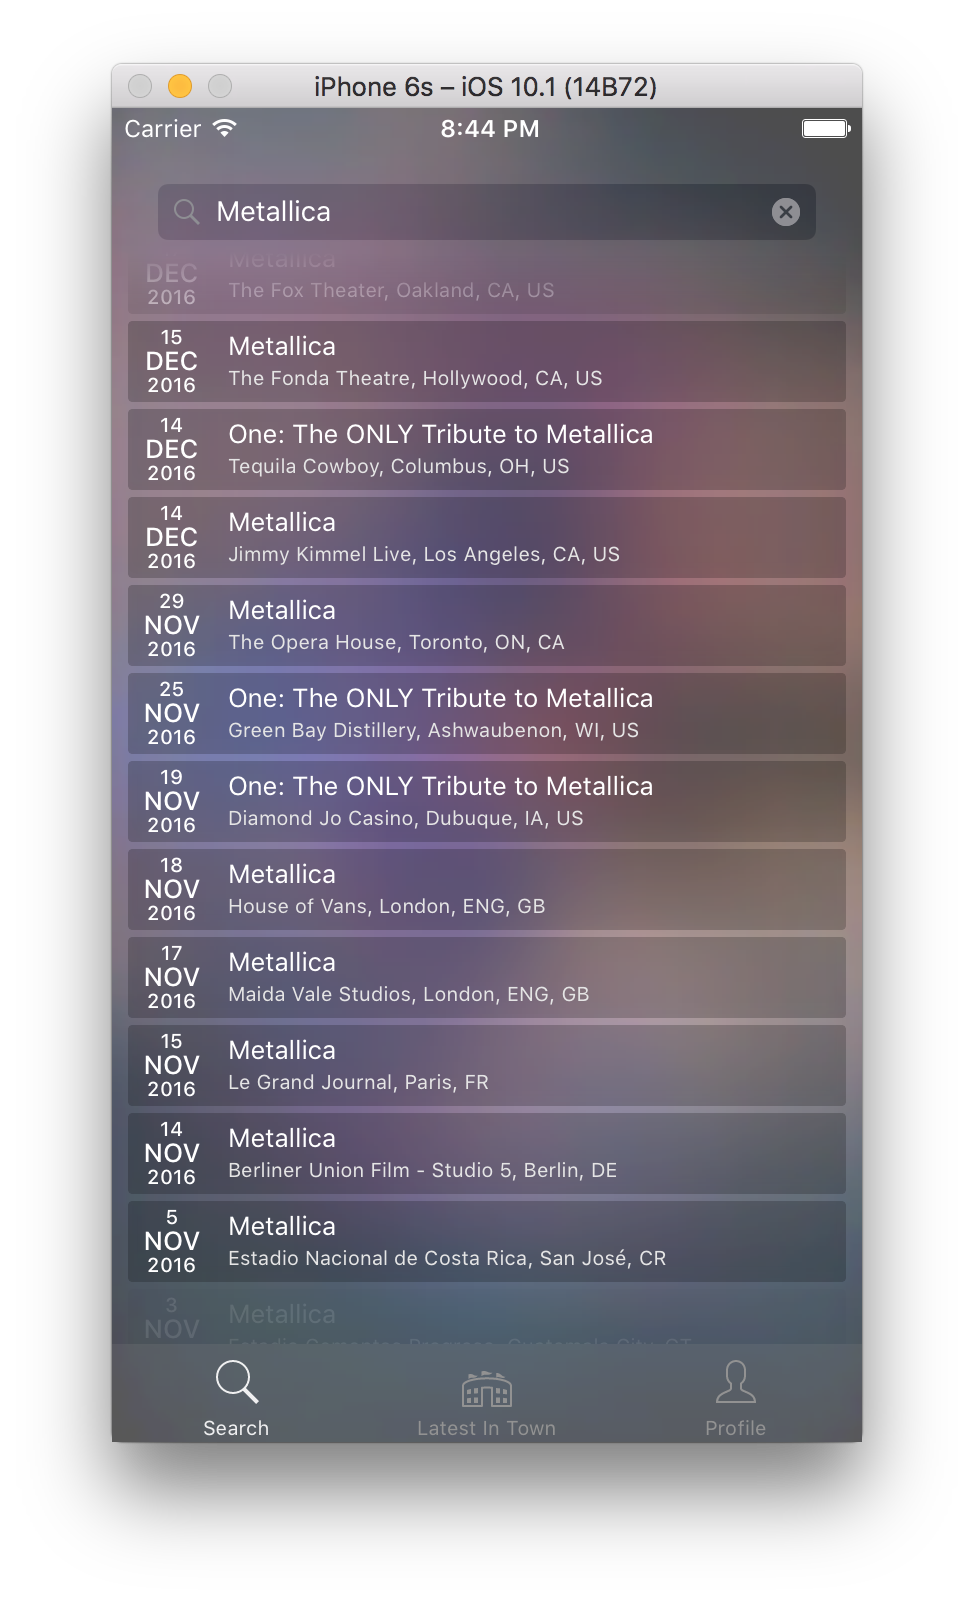 iPhone 6s – iOS 10.1 (14B72)
Carrier 8:44 PM
Metallica
Metallica
DEC
2016
The Fox Theater, Oakland, CA, US
15
DEC
2016
Metallica
The Fonda Theatre, Hollywood, CA, US
14
DEC
2016
One: The ONLY Tribute to Metallica
Tequila Cowboy, Columbus, OH, US
14
DEC
2016
Metallica
Jimmy Kimmel Live, Los Angeles, CA, US
29
NOV
2016
Metallica
The Opera House, Toronto, ON, CA
25
NOV
2016
One: The ONLY Tribute to Metallica
Green Bay Distillery, Ashwaubenon, WI, US
19
NOV
2016
One: The ONLY Tribute to Metallica
Diamond Jo Casino, Dubuque, IA, US
18
NOV
2016
Metallica
House of Vans, London, ENG, GB
17
NOV
2016
Metallica
Maida Vale Studios, London, ENG, GB
15
NOV
2016
Metallica
Le Grand Journal, Paris, FR
14
NOV
2016
Metallica
Berliner Union Film - Studio 5, Berlin, DE
5
NOV
2016
Metallica
Estadio Nacional de Costa Rica, San José, CR
3
NOV
Metallica
Search
Latest In Town
Profile